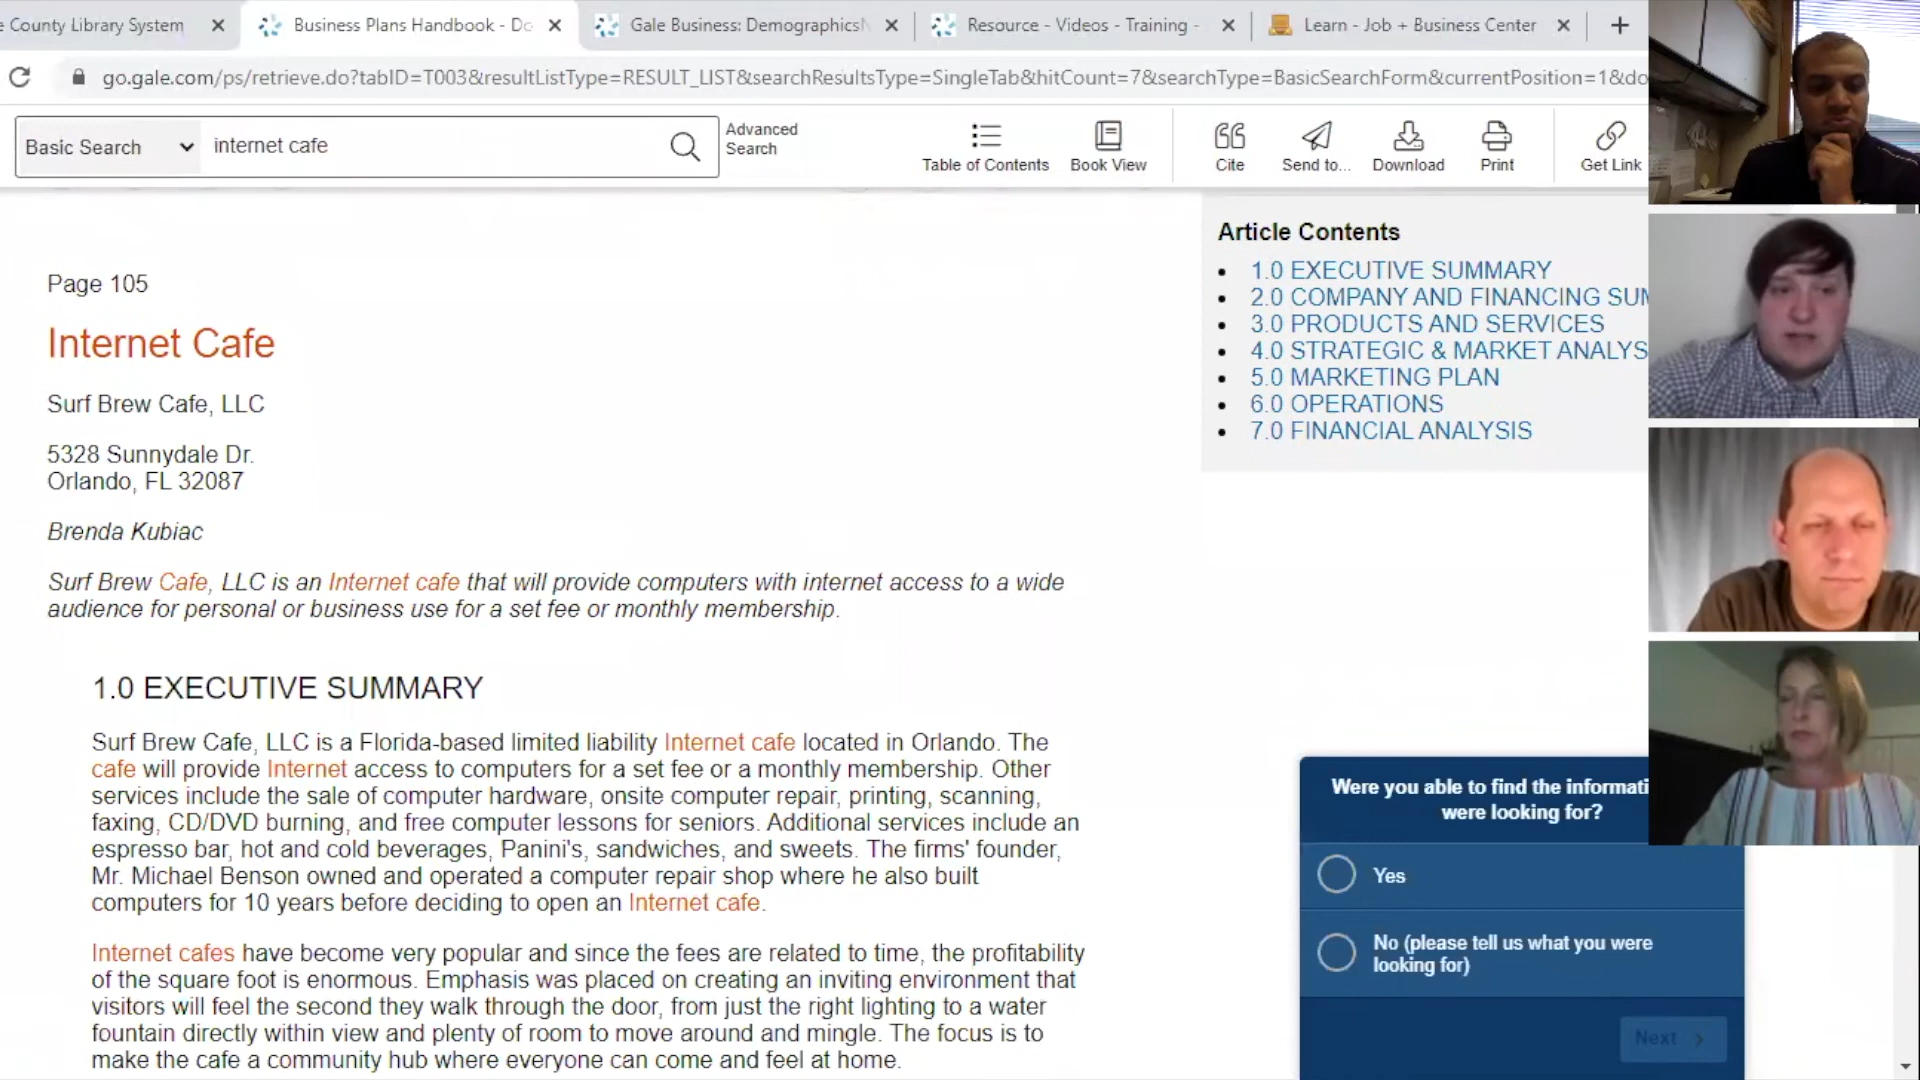 e County Library System
Business Plans Handbook - Do
Gale Business: Demographics
Resource - Videos - Training -
Learn - Job + Business Center
go.gale.com/ps/retrieve.do?tabID=T003&resultListType=RESULT_LIST&searchResultsType=SingleTab&hitCount=7&searchType=BasicSearchForm&currentPosition=1&do
Basic Search
internet cafe
Advanced
Search
Table of Contents
Book View
Cite
Send to...
Download
Print
Get Link
Page 105
Internet Cafe
Surf Brew Cafe, LLC
5328 Sunnydale Dr.
Orlando, FL 32087
Brenda Kubiac
Surf Brew Cafe, LLC is an Internet cafe that will provide computers with internet access to a wide
audience for personal or business use for a set fee or monthly membership.
1.0 EXECUTIVE SUMMARY
Surf Brew Cafe, LLC is a Florida-based limited liability Internet cafe located in Orlando. The
cafe will provide Internet access to computers for a set fee or a monthly membership. Other
services include the sale of computer hardware, onsite computer repair, printing, scanning,
faxing, CD/DVD burning, and free computer lessons for seniors. Additional services include an
espresso bar, hot and cold beverages, Panini's, sandwiches, and sweets. The firms' founder,
Mr. Michael Benson owned and operated a computer repair shop where he also built
computers for 10 years before deciding to open an Internet cafe.
Internet cafes have become very popular and since the fees are related to time, the profitability
of the square foot is enormous. Emphasis was placed on creating an inviting environment that
visitors will feel the second they walk through the door, from just the right lighting to a water
fountain directly within view and plenty of room to move around and mingle. The focus is to
make the cafe a community hub where everyone can come and feel at home.
Article Contents
1.0 EXECUTIVE SUMMARY
2.0 COMPANY AND FINANCING SUM
3.0 PRODUCTS AND SERVICES
4.0 STRATEGIC & MARKET ANALYS
5.0 MARKETING PLAN
6.0 OPERATIONS
7.0 FINANCIAL ANALYSIS
Were you able to find the informati
were looking for?
Yes
No (please tell us what you were
looking for)
Next